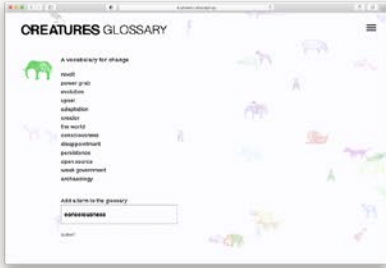 CREATURES GLOSSARY
A vocabulary for change
revolt
power grab
evolution
upset
adaptation
creator
the world
consciousness
disappointment
persistence
open source
weak government
archaeology
Add a term to the glossary
consciousness
SUBMIT